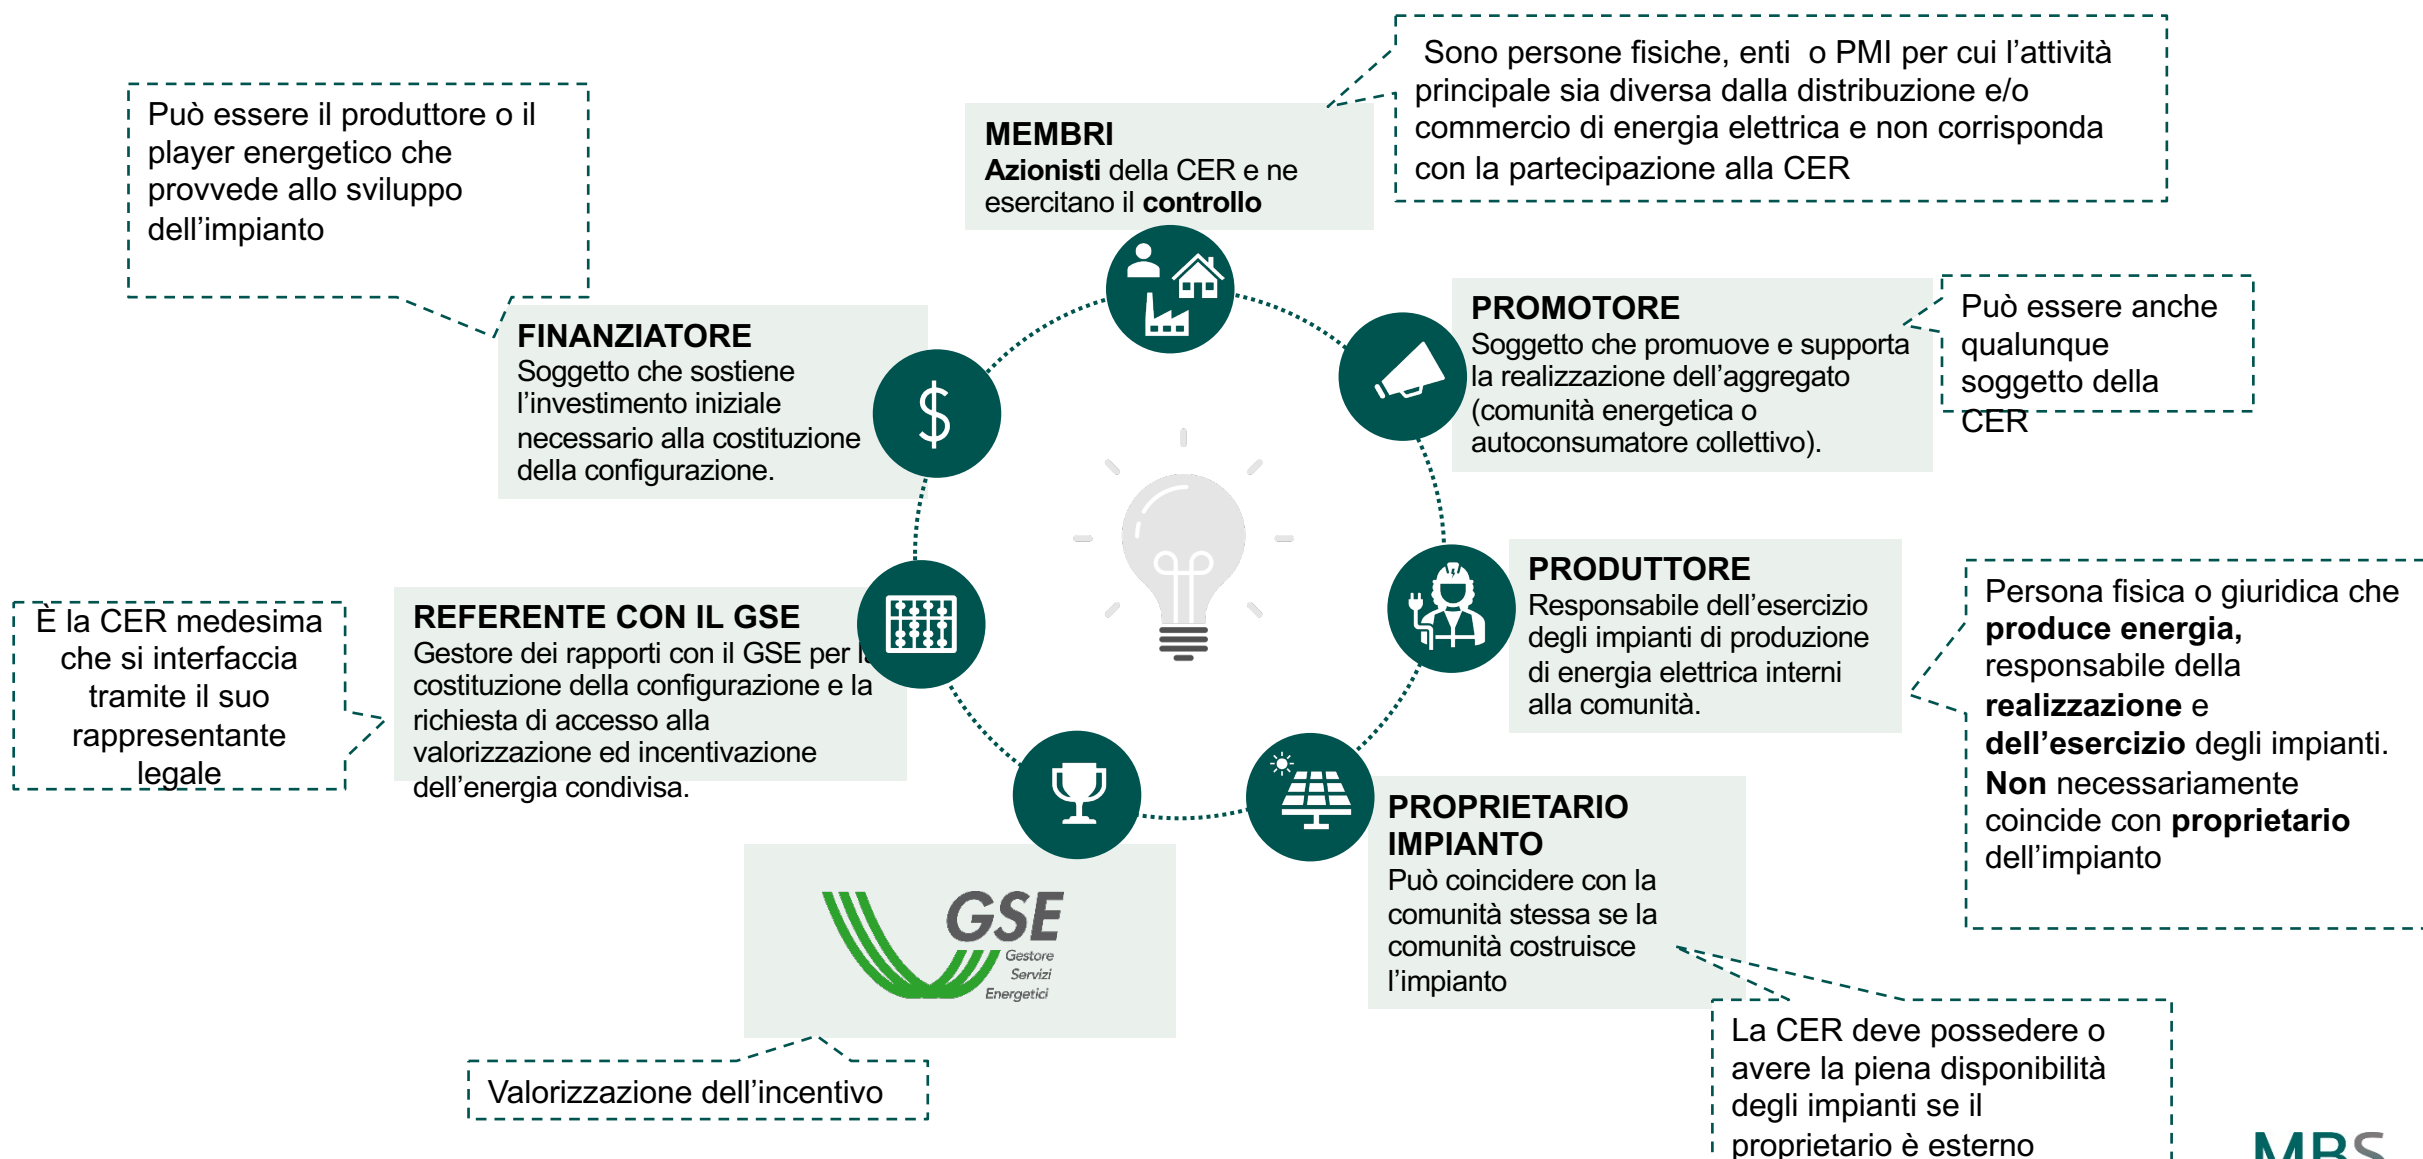 Sono persone fisiche, enti o PMI per cui l'attività
principale sia diversa dalla distribuzione e/o
commercio di energia elettrica e non corrisponda
con la partecipazione alla CER
Può essere il produttore o il
player energetico che
provvede allo sviluppo
dell'impianto
MEMBRI
Azionisti della CER e ne
esercitano il controllo
FINANZIATORE
Soggetto che sostiene
l'investimento iniziale
necessario alla costituzione
della configurazione.
$
PROMOTORE
Soggetto che promuove e supporta
la realizzazione dell'aggregato
(comunità energetica o
autoconsumatore collettivo).
Può essere anche
qualunque
soggetto della
CER
È la CER medesima
che si interfaccia
tramite il suo
rappresentante
legale
REFERENTE CON IL GSE
Gestore dei rapporti con il GSE per la
costituzione della configurazione e la
richiesta di accesso alla
valorizzazione ed incentivazione
dell'energia condivisa.
PRODUTTORE
Responsabile dell'esercizio
degli impianti di produzione
di energia elettrica interni
alla comunità.
Persona fisica o giuridica che
produce energia,
responsabile della
realizzazione e
dell'esercizio degli impianti.
Non necessariamente
coincide con proprietario
dell'impianto
PROPRIETARIO
IMPIANTO
Può coincidere con la
comunità stessa se la
comunità costruisce
l'impianto
GSE
Gestore
Servizi
Energetici
La CER deve possedere o
avere la piena disponibilità
degli impianti se il
proprietario è esterno
Valorizzazione dell'incentivo
MBS